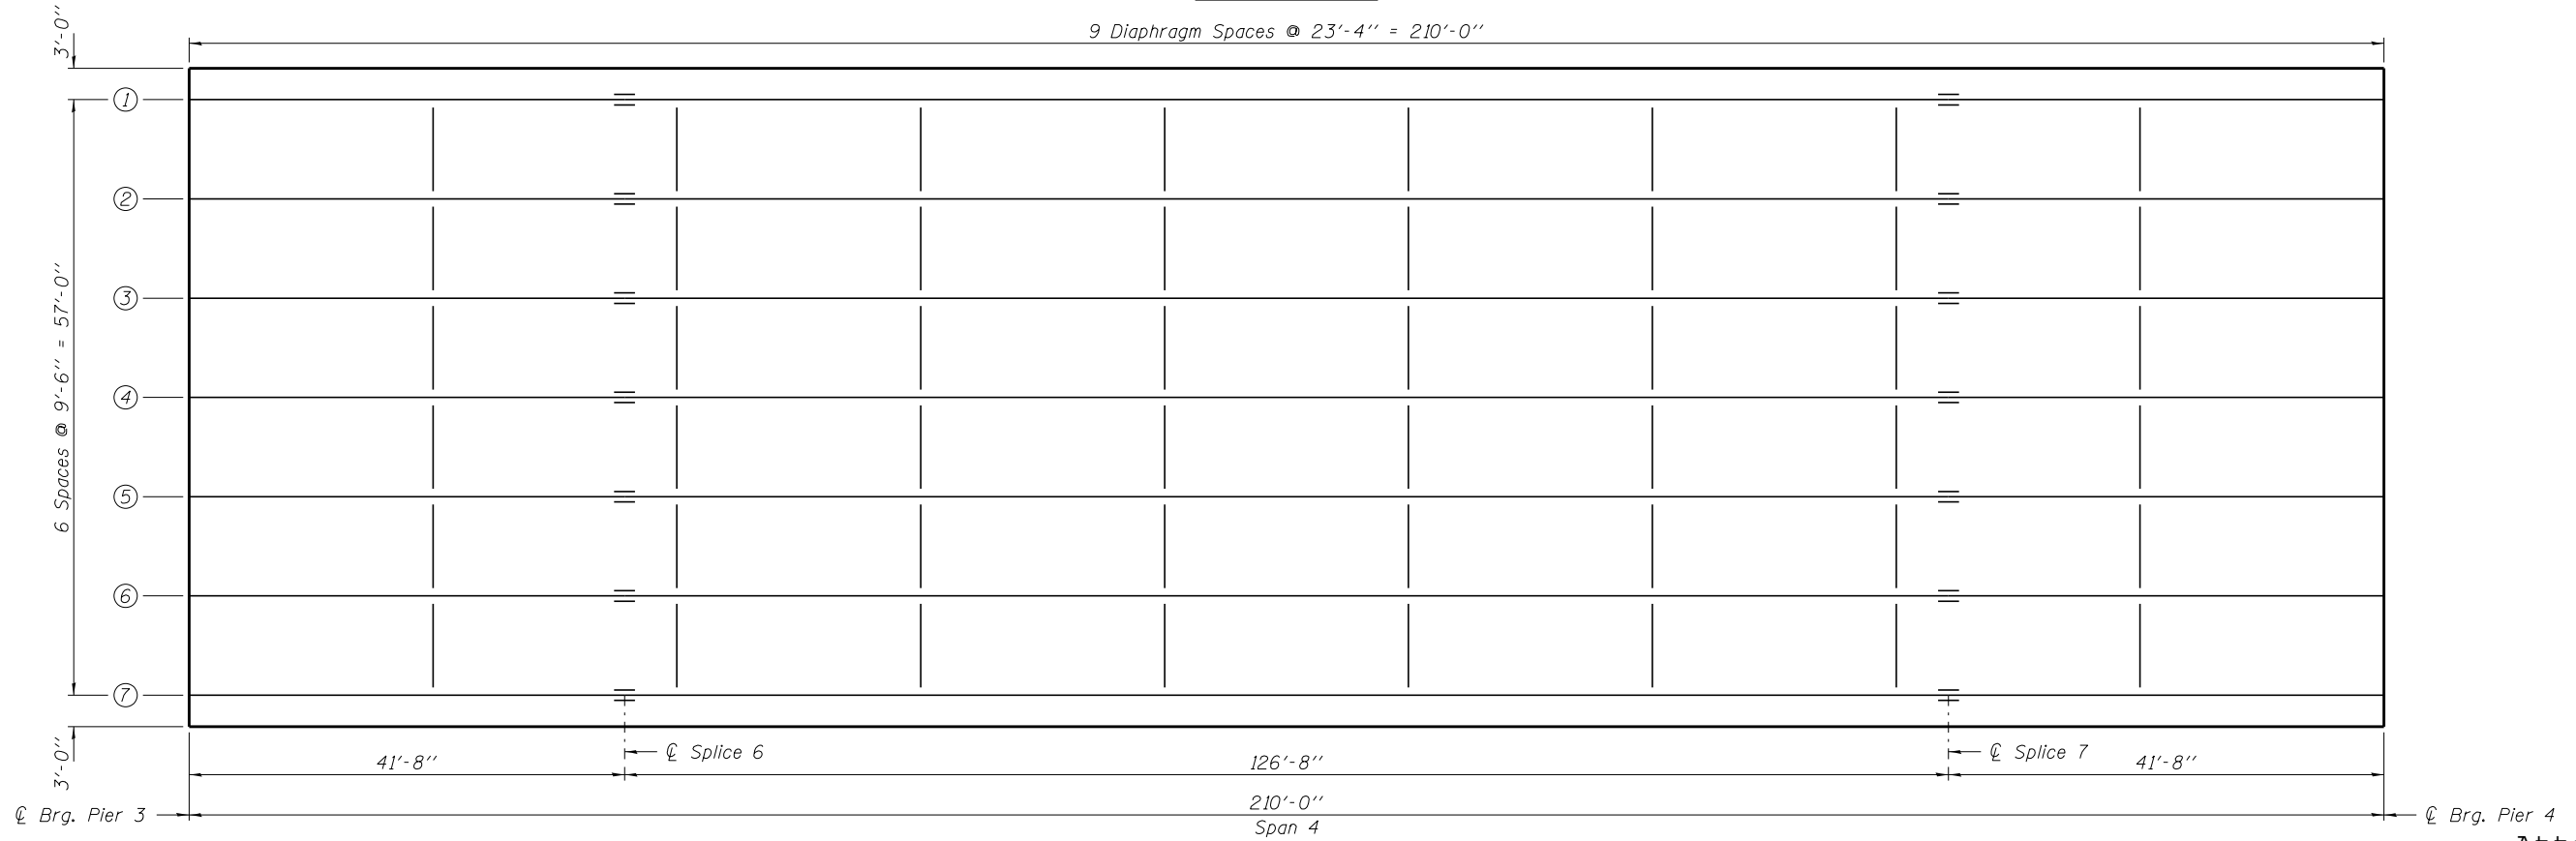 9 Diaphragm Spaces @ 23'-4'' = 210'-0''
3'-0''
1
2
3
4
5
6
7
6 Spaces @ 9'-6'' = 57'-0''
3'-0''
℄ Splice 6
℄ Splice 7
41'-8''
126'-8''
41'-8''
210'-0''
℄ Brg. Pier 3
℄ Brg. Pier 4
Span 4